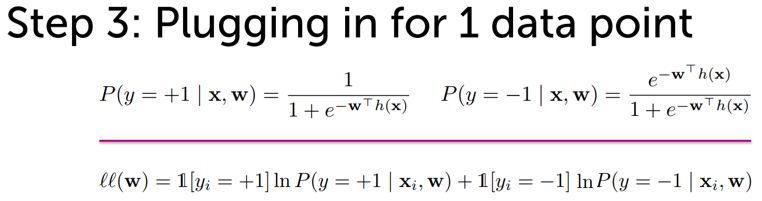 Step 3: Plugging in for 1 data point
P(y = +1 | x, w) = 1 / (1 + e^{−w^⊤ h(x)})    P(y = −1 | x, w) = e^{−w^⊤ h(x)} / (1 + e^{−w^⊤ h(x)})
ℓℓ(w) = 𝟙[y_i = +1] ln P(y = +1 | x_i, w) + 𝟙[y_i = −1] ln P(y = −1 | x_i, w)